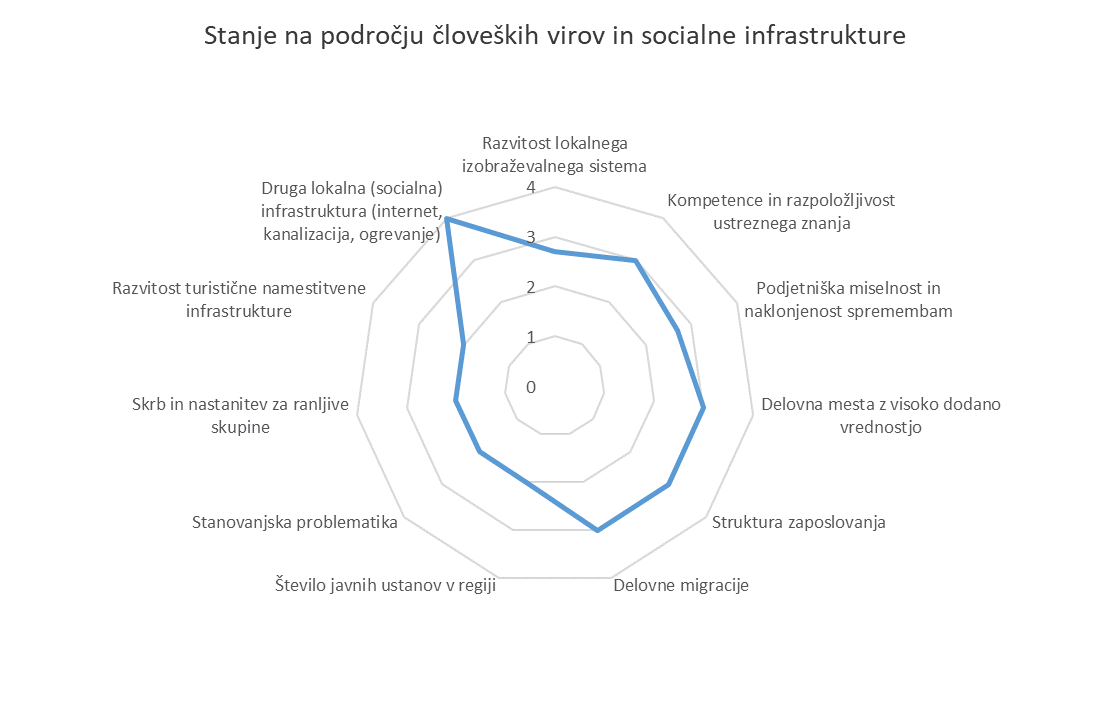 Stanje na področju človeških virov in socialne infrastrukture
Razvitost lokalnega
izobraževalnega sistema
Kompetence in razpoložljivost
ustreznega znanja
Podjetniška miselnost in
naklonjenost spremembam
Delovna mesta z visoko dodano
vrednostjo
Struktura zaposlovanja
Delovne migracije
Število javnih ustanov v regiji
Stanovanjska problematika
Skrb in nastanitev za ranljive
skupine
Razvitost turistične namestitvene
infrastrukture
Druga lokalna (socialna)
infrastruktura (internet,
kanalizacija, ogrevanje)
4
3
2
1
0